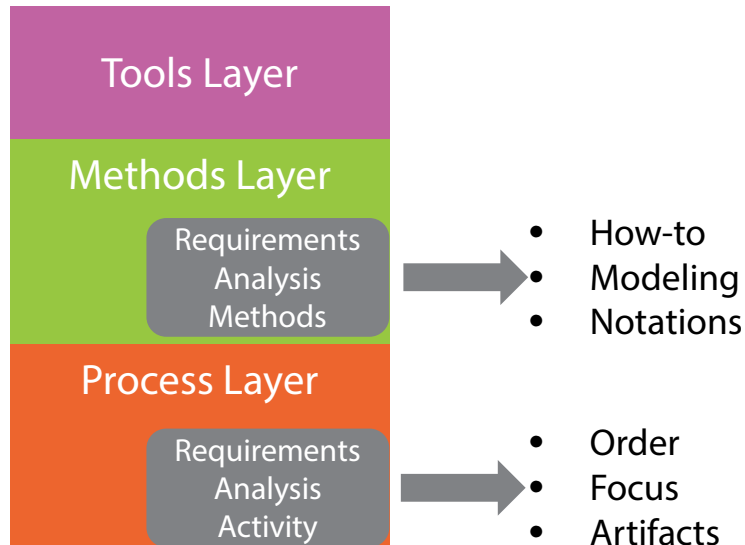 Tools Layer
Methods Layer
Requirements
Analysis
Methods
• How-to
• Modeling
• Notations
Process Layer
Requirements
Analysis
Activity
• Order
• Focus
• Artifacts